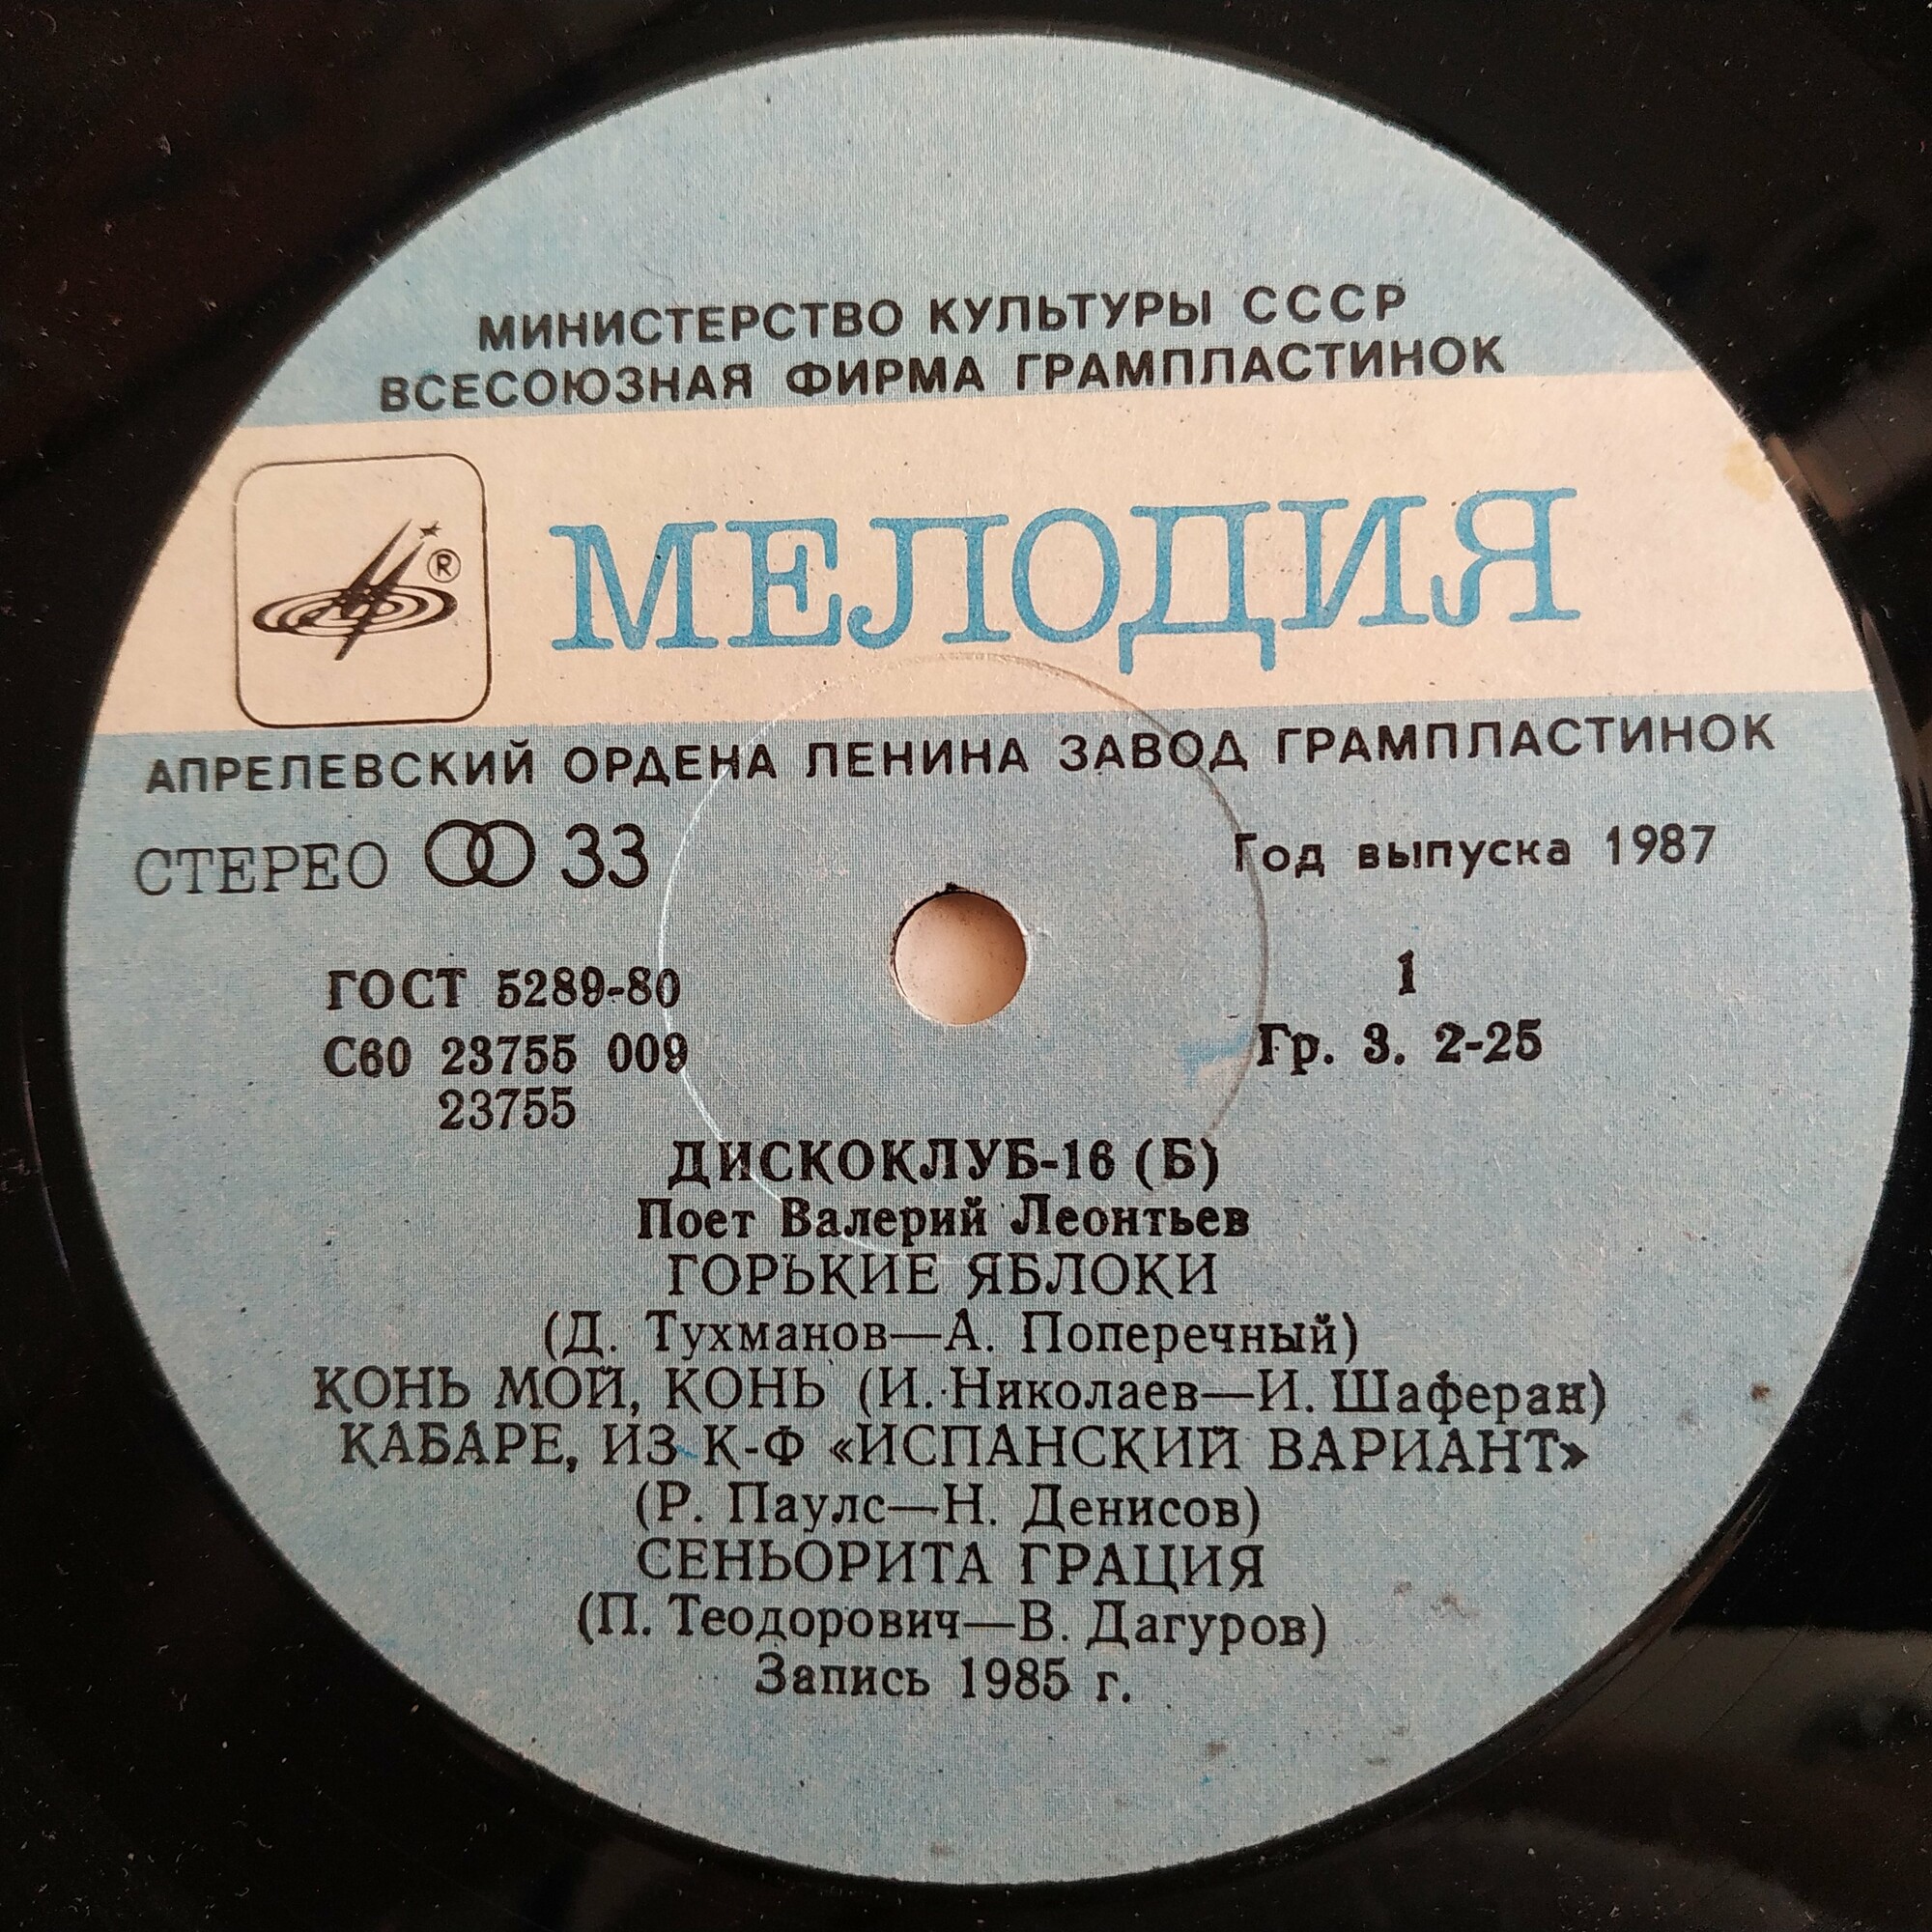 МИНИСТЕРСТВО КУЛЬТУРЫ СССР
ВСЕСОЮЗНАЯ ФИРМА ГРАМПЛАСТИНОК
®
МЕЛОДИЯ
АПРЕЛЕВСКИЙ ОРДЕНА ЛЕНИНА ЗАВОД ГРАМПЛАСТИНОК
СТЕРЕО 33
Год выпуска 1987
ГОСТ 5289-80
С60 23755 009
23755
1
Гр. 3. 2-25
ДИСКОКЛУБ-16 (Б)
Поет Валерий Леонтьев
ГОРЬКИЕ ЯБЛОКИ
(Д. Тухманов—А. Поперечный)
КОНЬ МОЙ, КОНЬ (И. Николаев—И. Шаферан)
КАБАРЕ, ИЗ К-Ф «ИСПАНСКИЙ ВАРИАНТ»
(Р. Паулс—Н. Денисов)
СЕНЬОРИТА ГРАЦИЯ
(П. Теодорович—В. Дагуров)
Запись 1985 г.